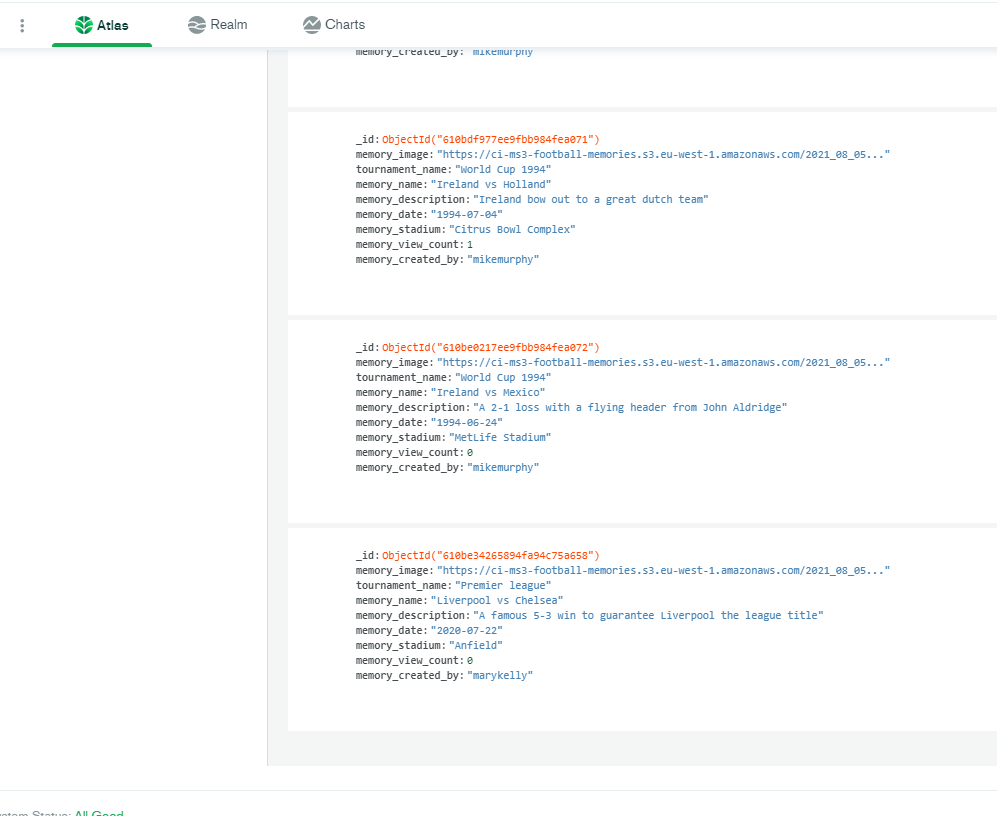 Atlas
Realm
Charts
memory_created_by: "mikemurphy
_id: ObjectId("610bdf977ee9fbb984fea071")
memory_image: "https://ci-ms3-football-memories.s3.eu-west-1.amazonaws.com/2021_08_05..."
tournament_name: "World Cup 1994"
memory_name: "Ireland vs Holland"
memory_description: "Ireland bow out to a great dutch team"
memory_date: "1994-07-04"
memory_stadium: "Citrus Bowl Complex"
memory_view_count: 1
memory_created_by: "mikemurphy"
_id: ObjectId("610be0217ee9fbb984fea072")
memory_image: "https://ci-ms3-football-memories.s3.eu-west-1.amazonaws.com/2021_08_05..."
tournament_name: "World Cup 1994"
memory_name: "Ireland vs Mexico"
memory_description: "A 2-1 loss with a flying header from John Aldridge"
memory_date: "1994-06-24"
memory_stadium: "MetLife Stadium"
memory_view_count: 0
memory_created_by: "mikemurphy"
_id: ObjectId("610be34265894fa94c75a658")
memory_image: "https://ci-ms3-football-memories.s3.eu-west-1.amazonaws.com/2021_08_05..."
tournament_name: "Premier league"
memory_name: "Liverpool vs Chelsea"
memory_description: "A famous 5-3 win to guarantee Liverpool the league title"
memory_date: "2020-07-22"
memory_stadium: "Anfield"
memory_view_count: 0
memory_created_by: "marykelly"
Status: All Good